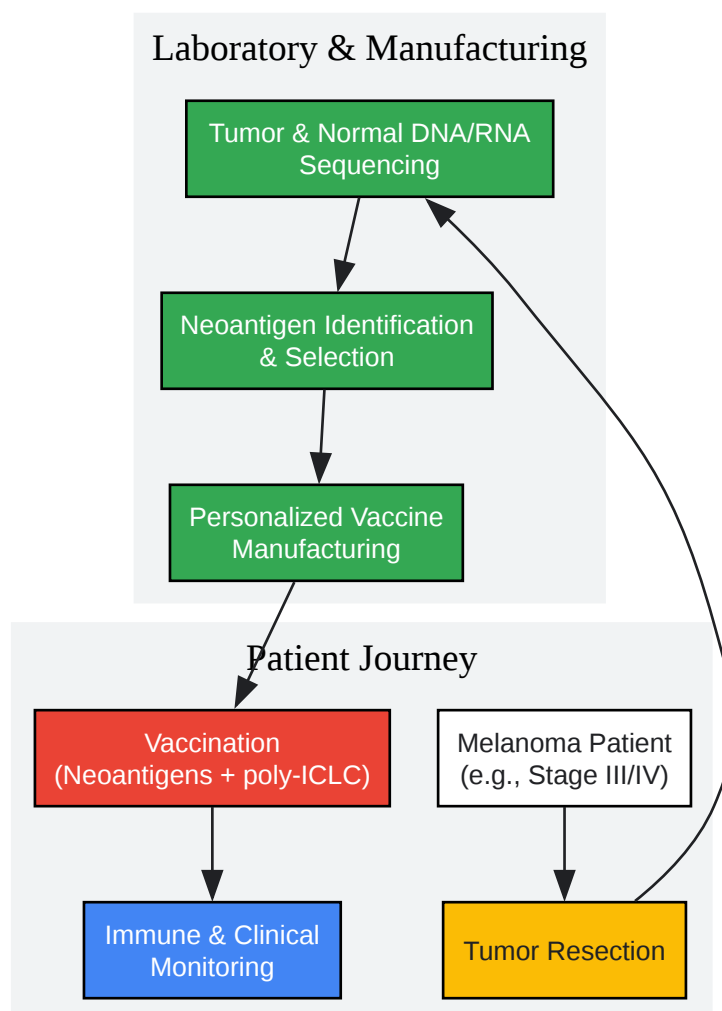 Laboratory & Manufacturing
Tumor & Normal DNA/RNA
Sequencing
Neoantigen Identification
& Selection
Personalized Vaccine
Manufacturing
Patient Journey
Vaccination
(Neoantigens + poly-ICLC)
Melanoma Patient
(e.g., Stage III/IV)
Immune & Clinical
Monitoring
Tumor Resection